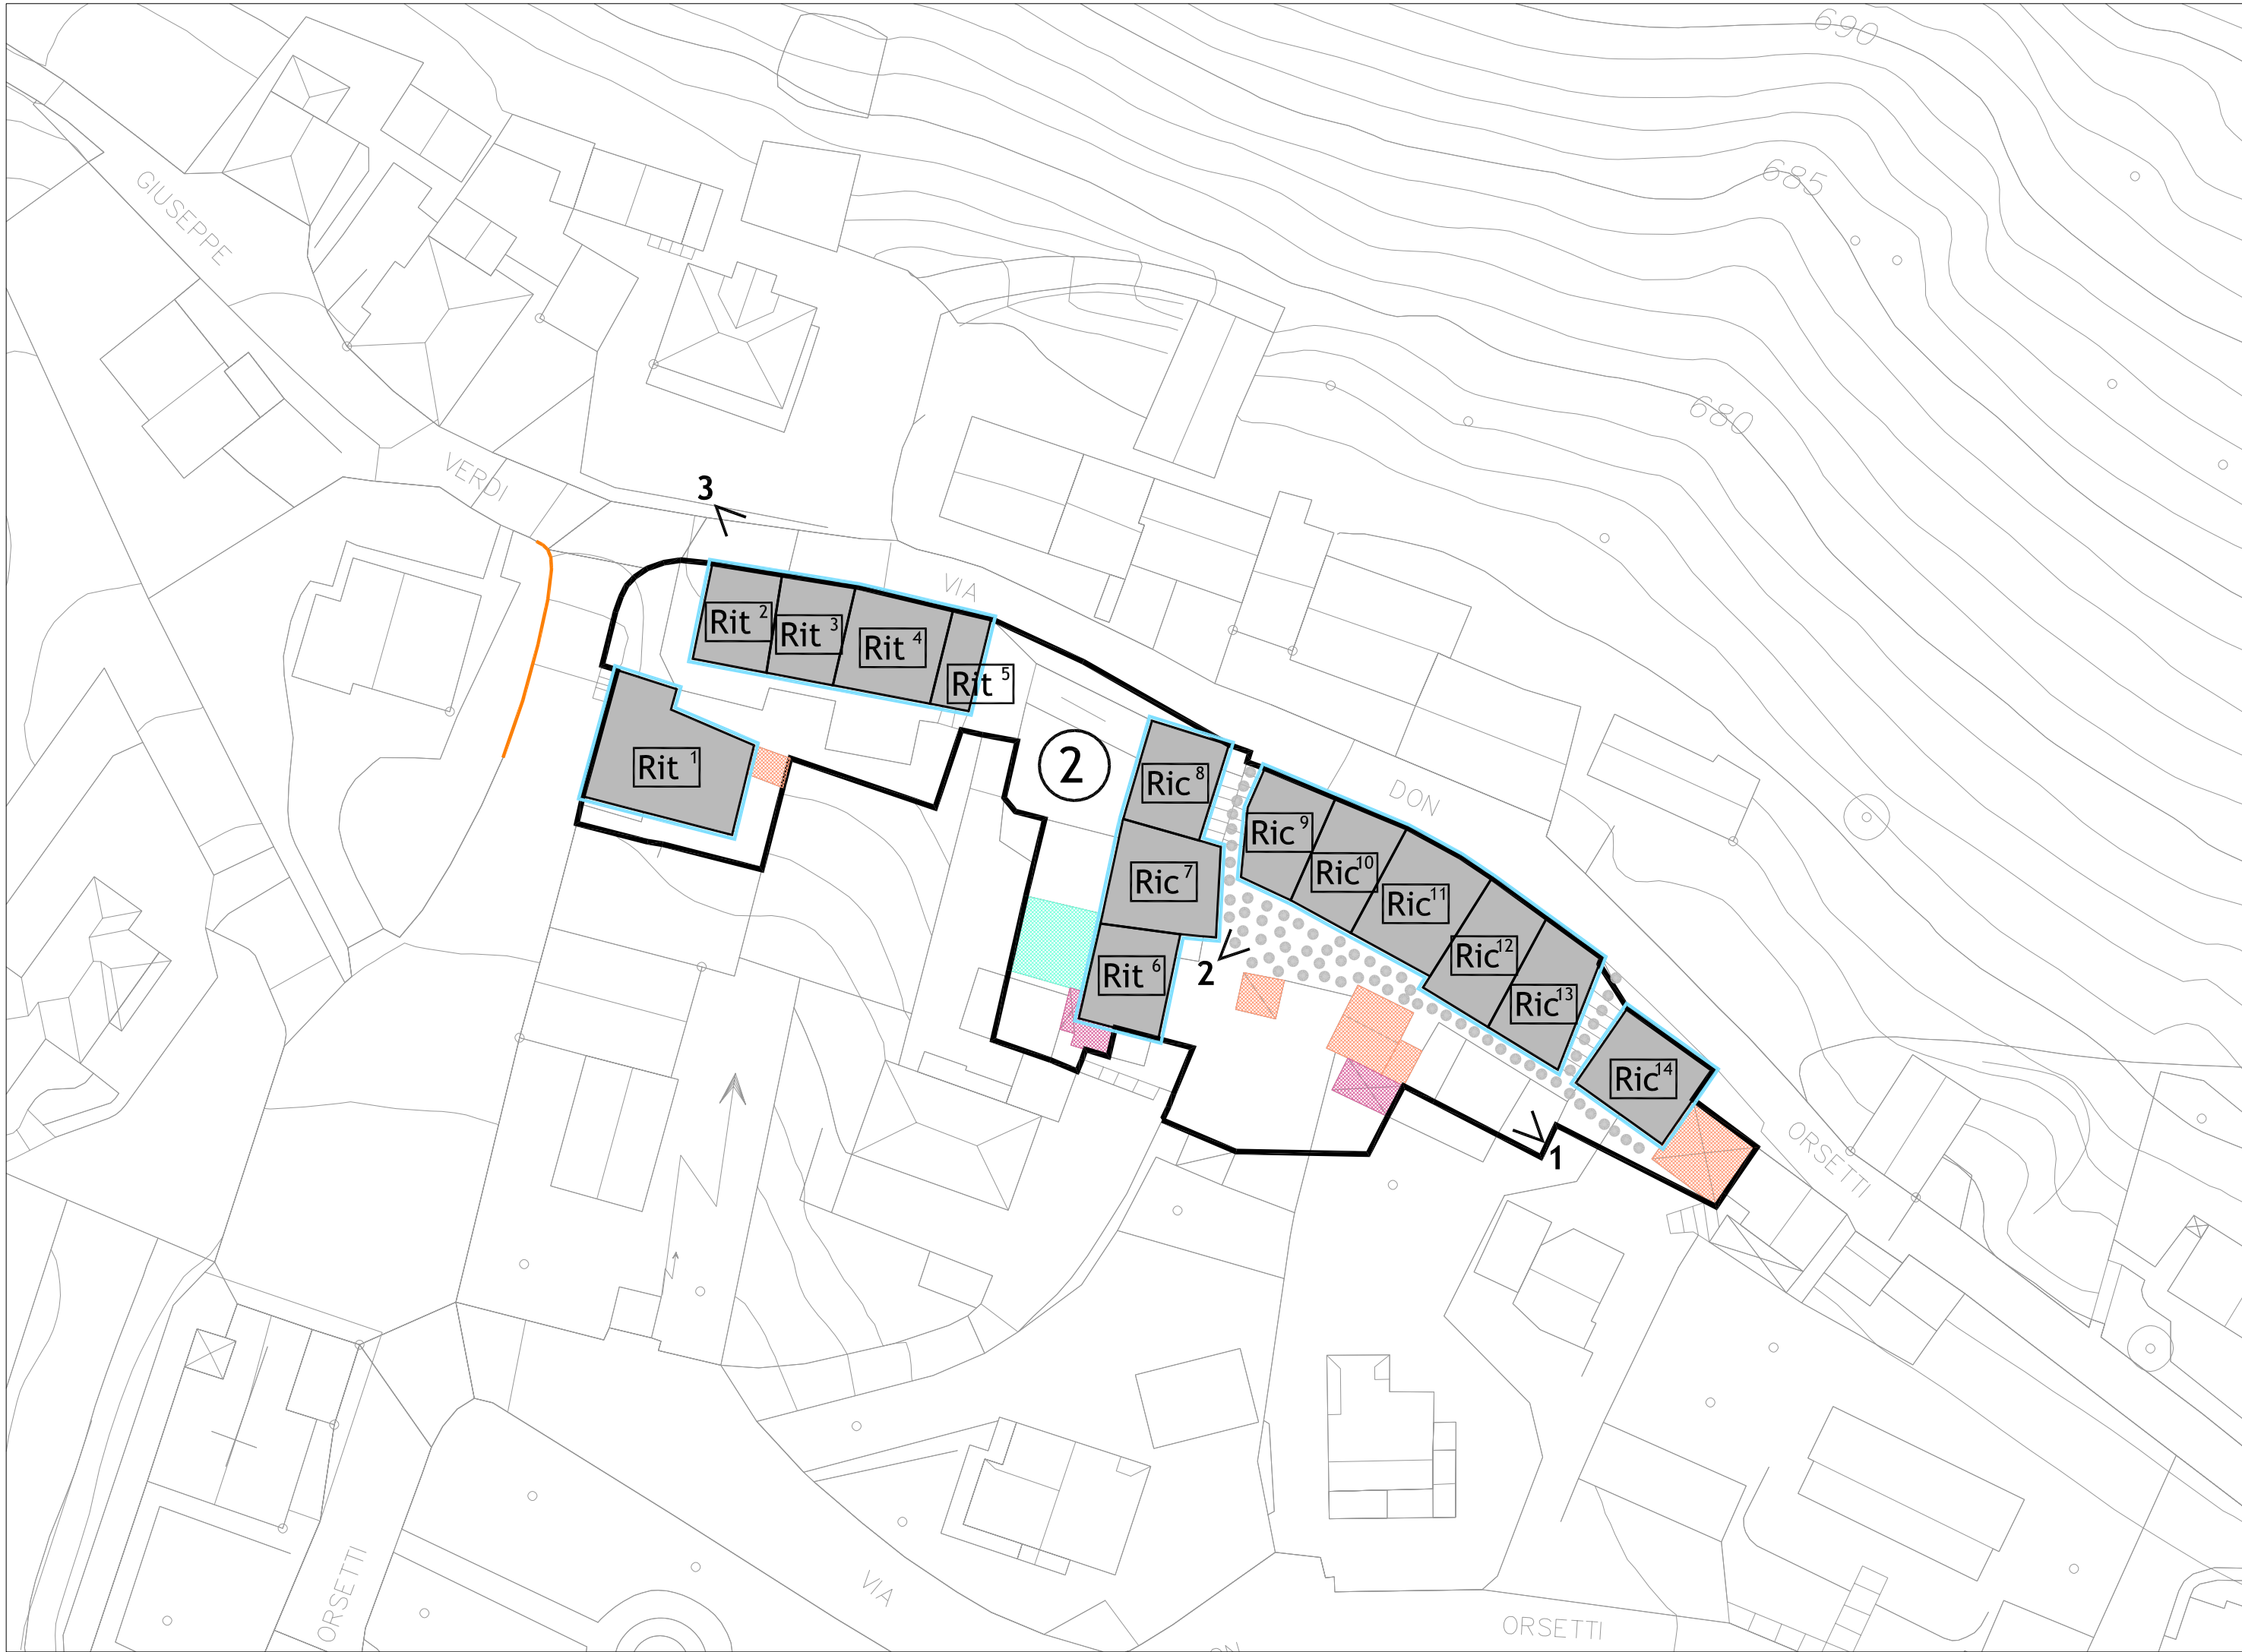 690
685
GIUSEPPE
680
VERDI
3
VIA
Rit 2
Rit 3
Rit 4
Rit 5
Rit 1
2
Ric 8
DON
Ric 9
Ric 10
Ric 7
Ric 11
Ric 12
Rit 6
2
Ric 13
Ric 14
1
ORSETTI
VIA
ORSETTI
ORSETTI